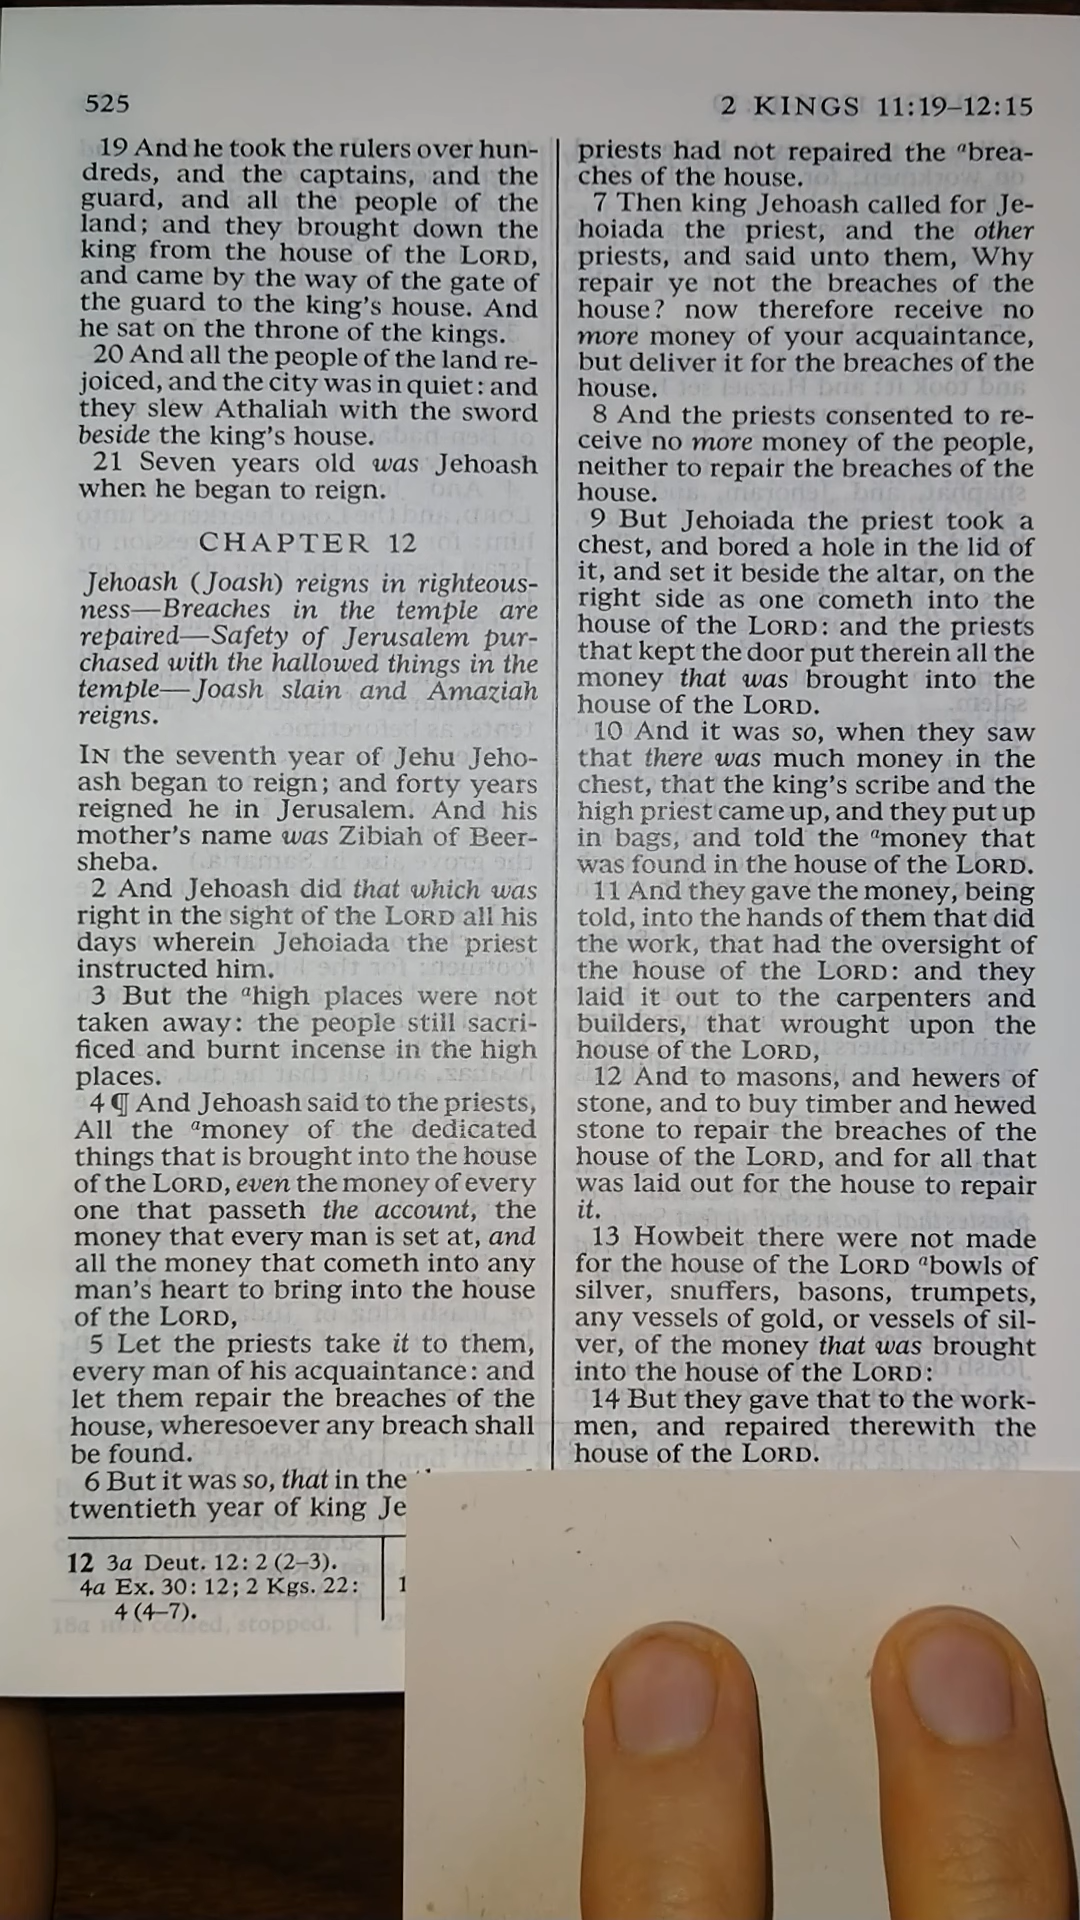 525
2 KINGS 11:19–12:15
19 And he took the rulers over hun-
dreds, and the captains, and the
guard, and all the people of the
land; and they brought down the
king from the house of the LORD,
and came by the way of the gate of
the guard to the king's house. And
he sat on the throne of the kings.
20 And all the people of the land re-
joiced, and the city was in quiet: and
they slew Athaliah with the sword
beside the king's house.
21 Seven years old was Jehoash
when he began to reign.
CHAPTER 12
Jehoash (Joash) reigns in righteous-
ness—Breaches in the temple are
repaired—Safety of Jerusalem pur-
chased with the hallowed things in the
temple—Joash slain and Amaziah
reigns.
IN the seventh year of Jehu Jeho-
ash began to reign; and forty years
reigned he in Jerusalem. And his
mother's name was Zibiah of Beer-
sheba.
2 And Jehoash did that which was
right in the sight of the LORD all his
days wherein Jehoiada the priest
instructed him.
3 But the ahigh places were not
taken away: the people still sacri-
ficed and burnt incense in the high
places.
4 ¶ And Jehoash said to the priests,
All the amoney of the dedicated
things that is brought into the house
of the LORD, even the money of every
one that passeth the account, the
money that every man is set at, and
all the money that cometh into any
man's heart to bring into the house
of the LORD,
5 Let the priests take it to them,
every man of his acquaintance: and
let them repair the breaches of the
house, wheresoever any breach shall
be found.
6 But it was so, that in the
twentieth year of king Je
12 3a Deut. 12: 2 (2–3).
4a Ex. 30: 12; 2 Kgs. 22:
4 (4–7).
1
priests had not repaired the abrea-
ches of the house.
7 Then king Jehoash called for Je-
hoiada the priest, and the other
priests, and said unto them, Why
repair ye not the breaches of the
house? now therefore receive no
more money of your acquaintance,
but deliver it for the breaches of the
house.
8 And the priests consented to re-
ceive no more money of the people,
neither to repair the breaches of the
house.
9 But Jehoiada the priest took a
chest, and bored a hole in the lid of
it, and set it beside the altar, on the
right side as one cometh into the
house of the LORD: and the priests
that kept the door put therein all the
money that was brought into the
house of the LORD.
10 And it was so, when they saw
that there was much money in the
chest, that the king's scribe and the
high priest came up, and they put up
in bags, and told the amoney that
was found in the house of the LORD.
11 And they gave the money, being
told, into the hands of them that did
the work, that had the oversight of
the house of the LORD: and they
laid it out to the carpenters and
builders, that wrought upon the
house of the LORD,
12 And to masons, and hewers of
stone, and to buy timber and hewed
stone to repair the breaches of the
house of the LORD, and for all that
was laid out for the house to repair
it.
13 Howbeit there were not made
for the house of the LORD abowls of
silver, snuffers, basons, trumpets,
any vessels of gold, or vessels of sil-
ver, of the money that was brought
into the house of the LORD:
14 But they gave that to the work-
men, and repaired therewith the
house of the LORD.